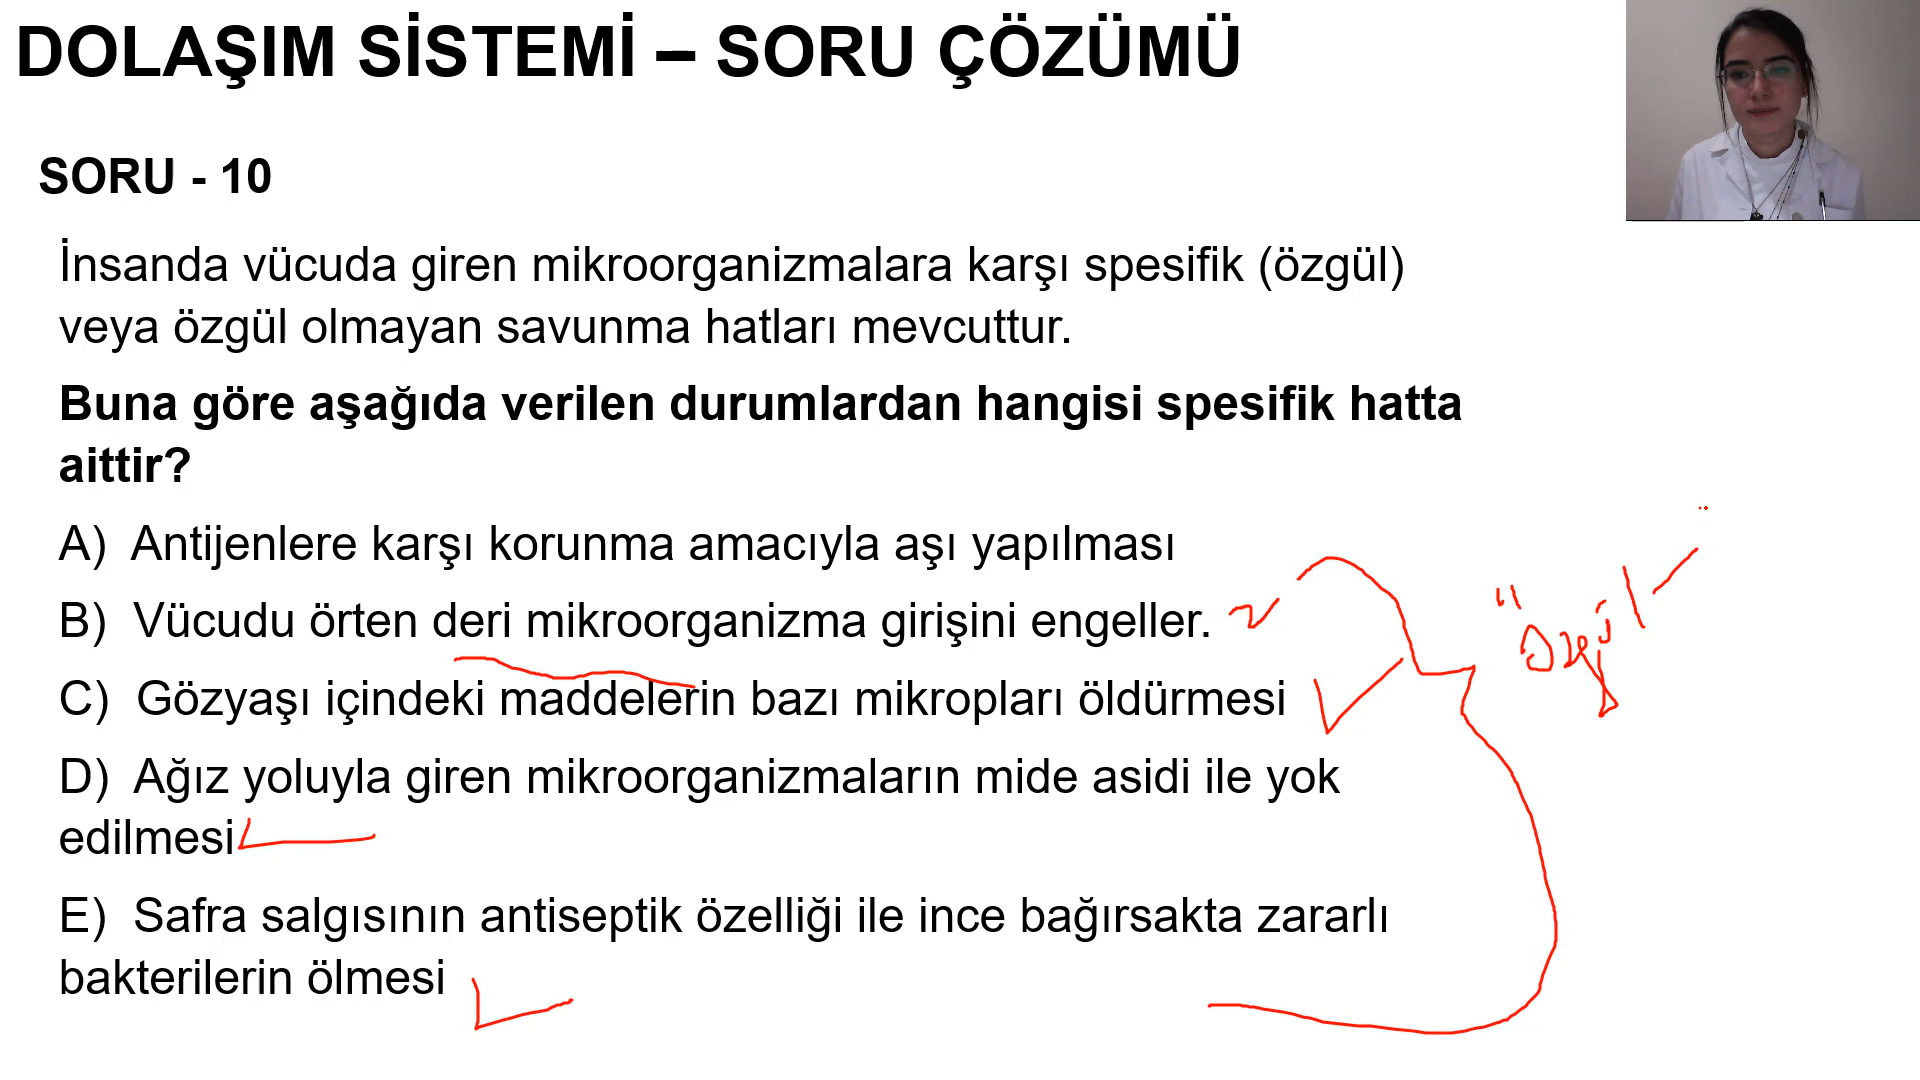 DOLAŞIM SİSTEMİ – SORU ÇÖZÜMÜ
SORU - 10
İnsanda vücuda giren mikroorganizmalara karşı spesifik (özgül)
veya özgül olmayan savunma hatları mevcuttur.
Buna göre aşağıda verilen durumlardan hangisi spesifik hatta
aittir?
A) Antijenlere karşı korunma amacıyla aşı yapılması
B) Vücudu örten deri mikroorganizma girişini engeller.
C) Gözyaşı içindeki maddelerin bazı mikropları öldürmesi
özgül
D) Ağız yoluyla giren mikroorganizmaların mide asidi ile yok
edilmesi
E) Safra salgısının antiseptik özelliği ile ince bağırsakta zararlı
bakterilerin ölmesi